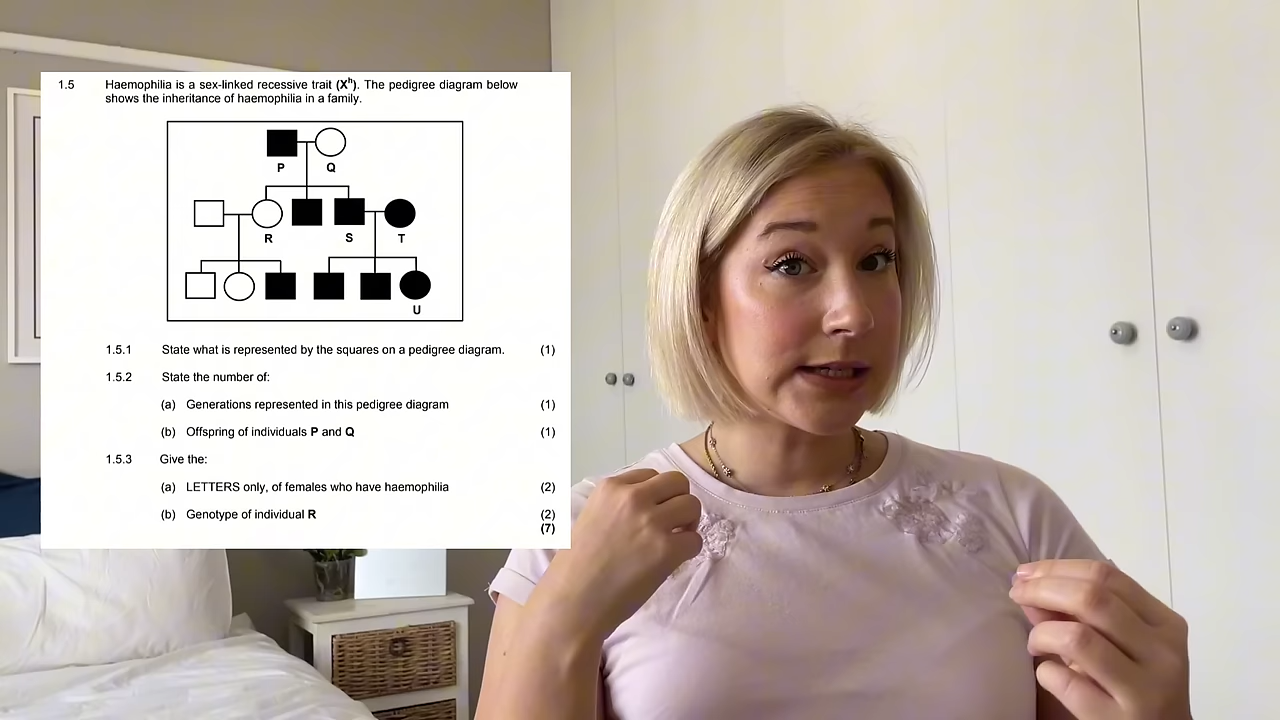 1.5 Haemophilia is a sex-linked recessive trait (Xʰ). The pedigree diagram below
shows the inheritance of haemophilia in a family.
P Q
R S T
U
1.5.1 State what is represented by the squares on a pedigree diagram. (1)
1.5.2 State the number of:
(a) Generations represented in this pedigree diagram (1)
(b) Offspring of individuals P and Q (1)
1.5.3 Give the:
(a) LETTERS only, of females who have haemophilia (2)
(b) Genotype of individual R (2)
(7)